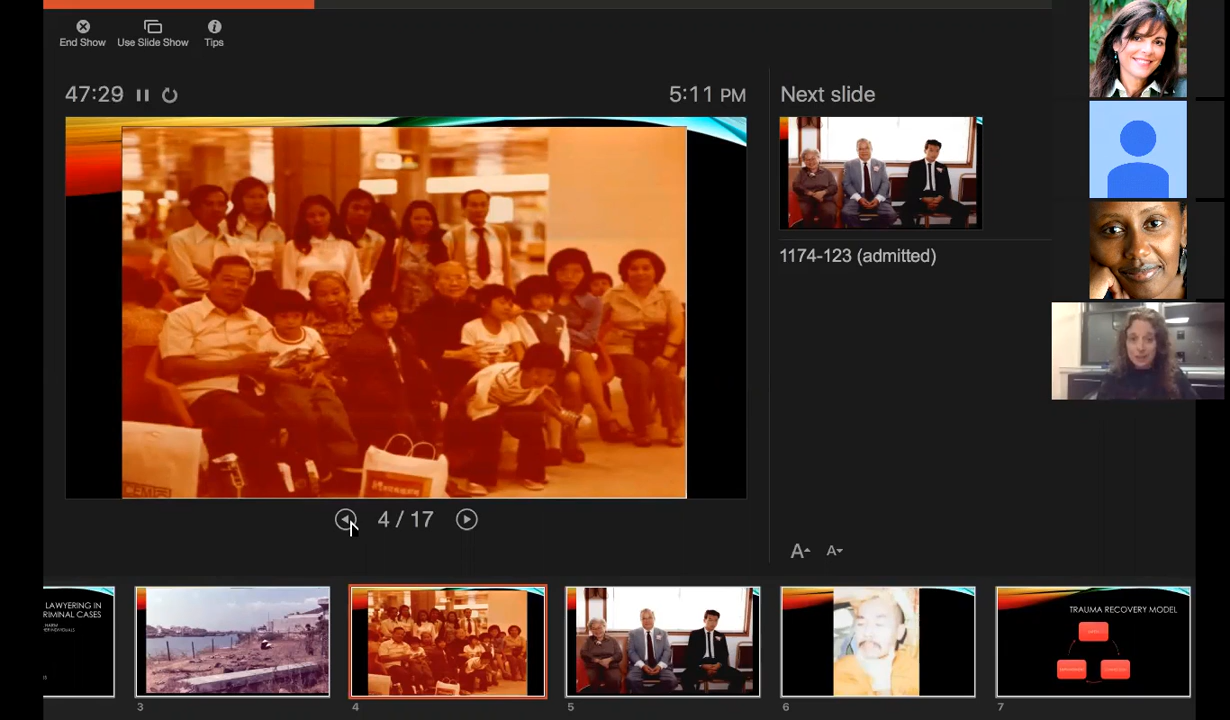 End Show
Use Slide Show
Tips
47:29
5:11 PM
Next slide
1174-123 (admitted)
4 / 17
A A
LAWYERING IN
RIMINAL CASES
TRAUMA RECOVERY MODEL
3
4
5
6
7